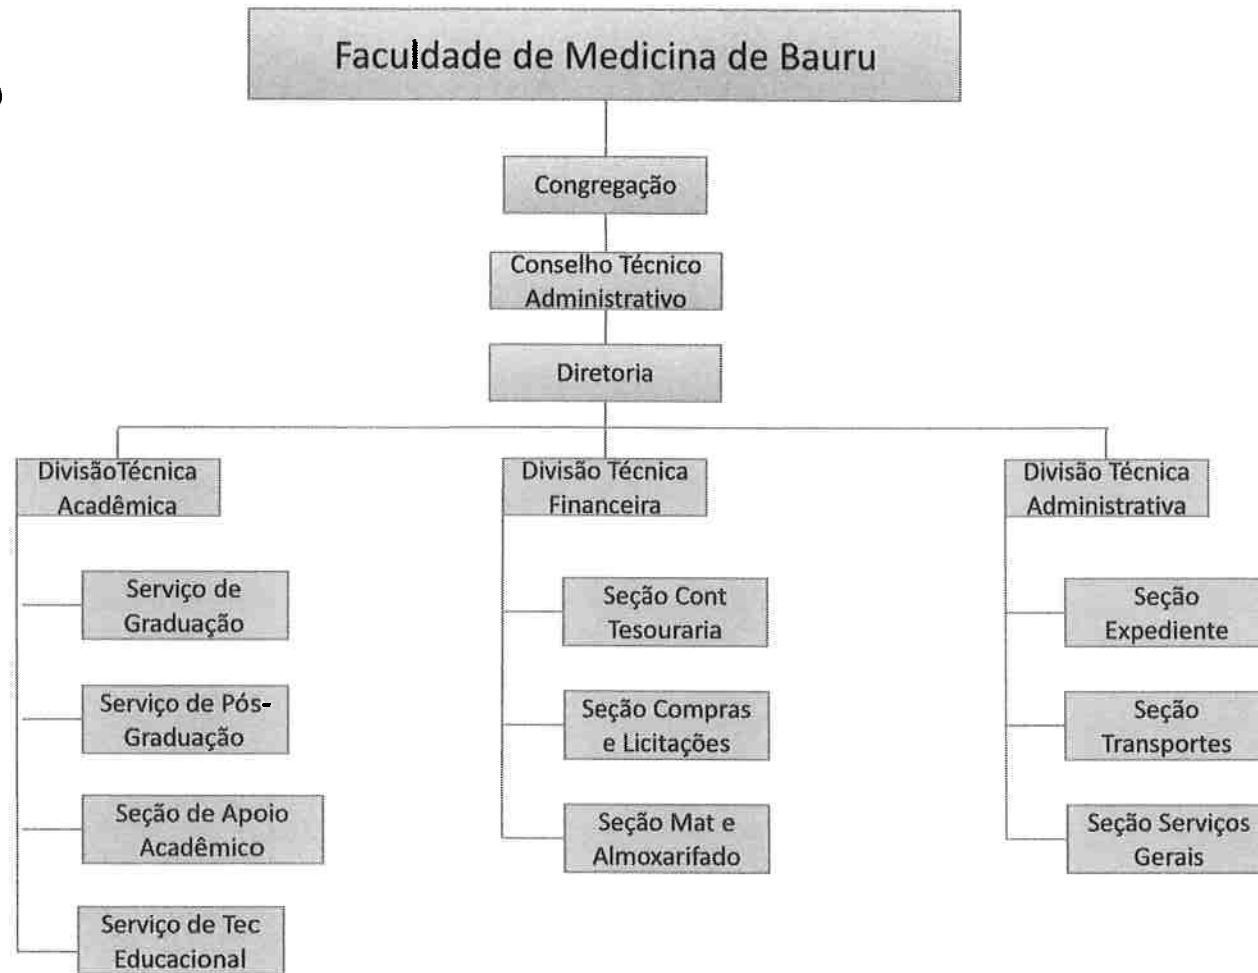 Faculdade de Medicina de Bauru
Congregação
Conselho Técnico
Administrativo
Diretoria
DivisãoTécnica
Acadêmica
Serviço de
Graduação
Serviço de Pós-
Graduação
Seção de Apoio
Acadêmico
Serviço de Tec
Educacional
Divisão Técnica
Financeira
Seção Cont
Tesouraria
Seção Compras
e Licitações
Seção Mat e
Almoxarifado
Divisão Técnica
Administrativa
Seção
Expediente
Seção
Transportes
Seção Serviços
Gerais